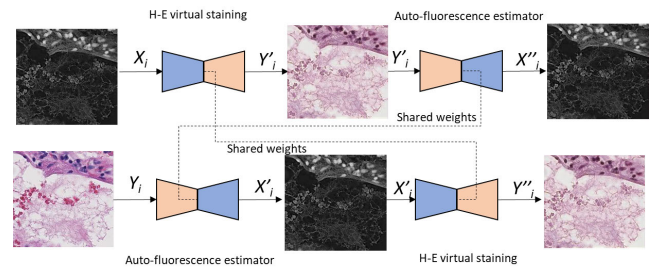 H-E virtual staining
Auto-fluorescence estimator
Xi
Y'i
Y'i
X''i
Shared weights
Shared weights
Yi
X'i
X'i
Y''i
Auto-fluorescence estimator
H-E virtual staining